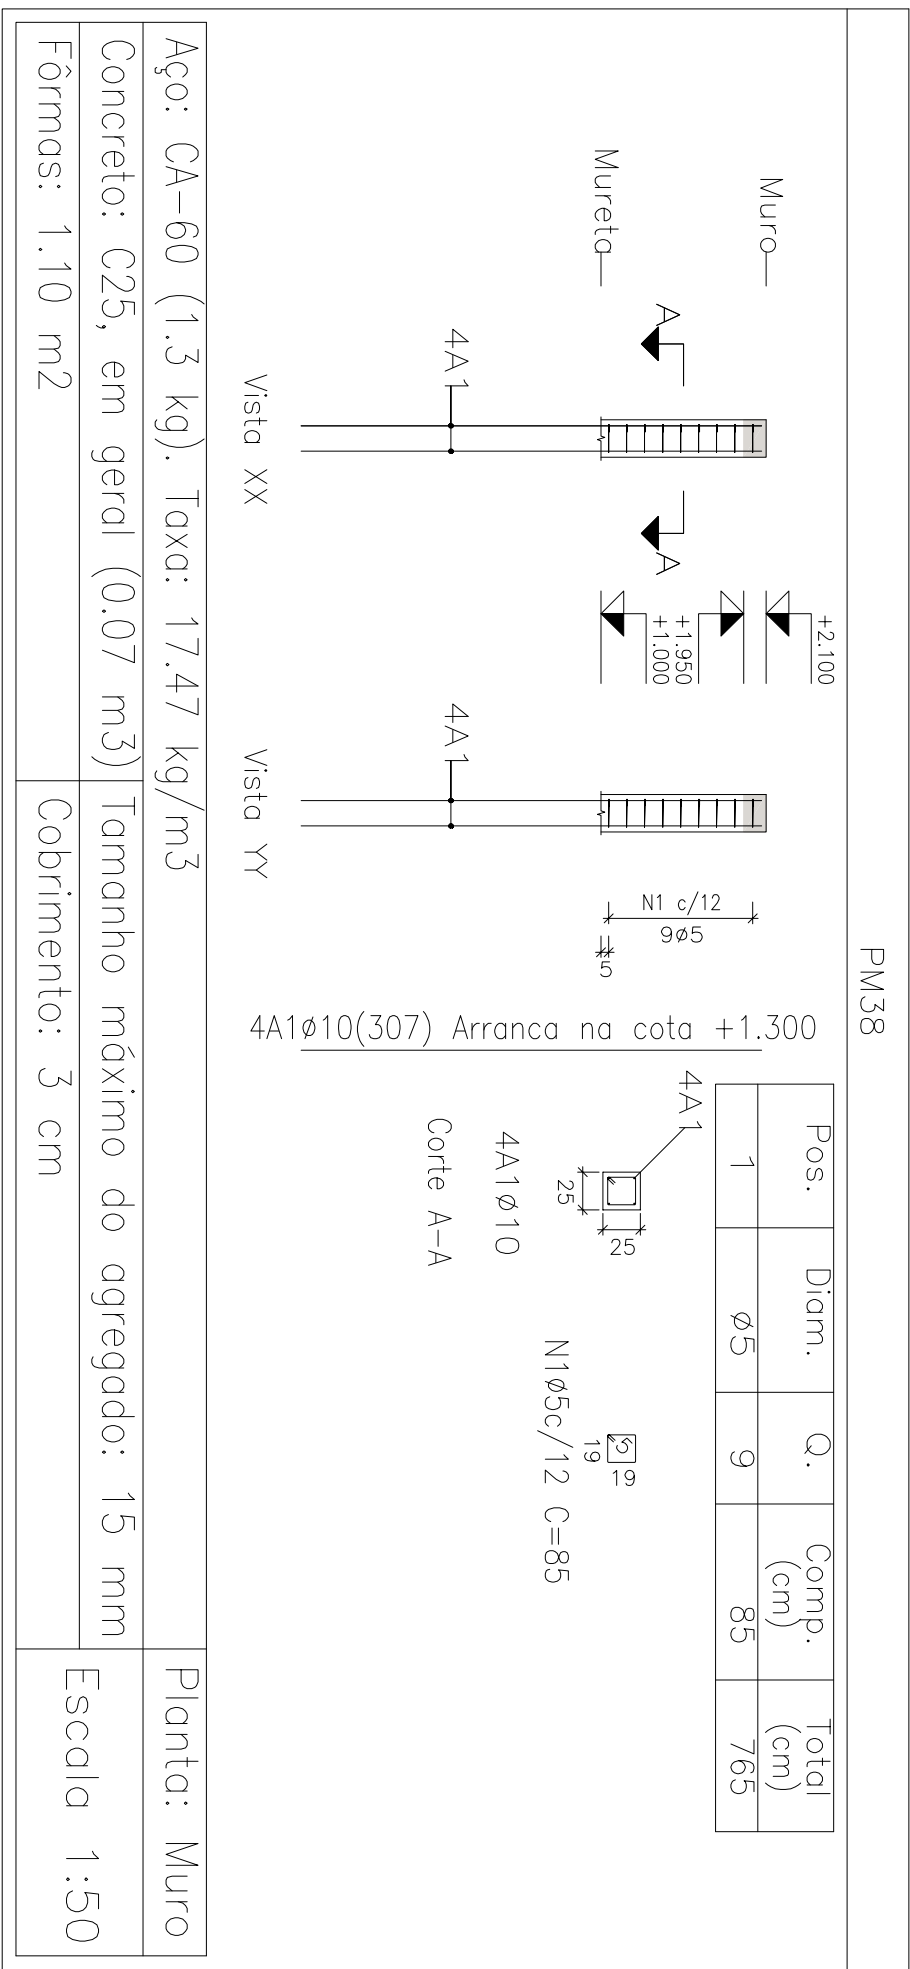 PM38
Pos. Diam. Q. Comp. (cm) Total (cm)
1 ø5 9 85 765
Muro
Mureta
A
A
+2.100
+1.950
+1.000
N1 c/12
9ø5
5
4A1
Vista XX
4A1
Vista YY
4A1ø10(307) Arranca na cota +1.300
4A1
25
25
4A1ø10
Corte A-A
5
19
19
N1ø5c/12 C=85
Aço: CA-60 (1.3 kg). Taxa: 17.47 kg/m3
Planta: Muro
Concreto: C25, em geral (0.07 m3)
Tamanho máximo do agregado: 15 mm
Escala 1:50
Fôrmas: 1.10 m2
Cobrimento: 3 cm